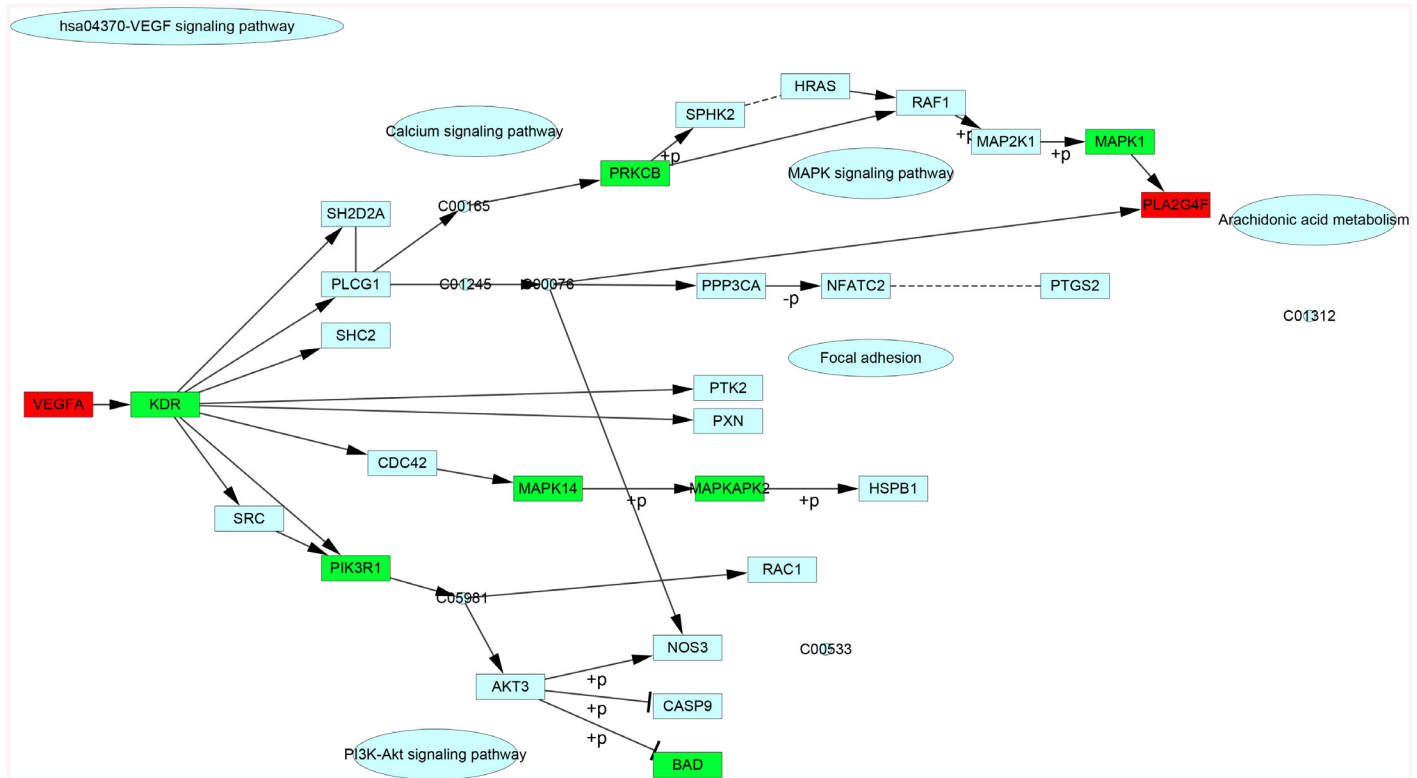 hsa04370-VEGF signaling pathway
HRAS
SPHK2
RAF1
Calcium signaling pathway
+p
MAP2K1
MAPK1
+p
+p
PRKCB
MAPK signaling pathway
C00165
SH2D2A
PLA2G4F
Arachidonic acid metabolism
PLCG1
C01245
C00076
PPP3CA
-p
NFATC2
PTGS2
C01312
SHC2
Focal adhesion
VEGFA
KDR
PTK2
PXN
CDC42
MAPK14
+p
MAPKAPK2
+p
HSPB1
SRC
PIK3R1
RAC1
C05981
NOS3
C00533
AKT3
+p
+p
CASP9
+p
PI3K-Akt signaling pathway
BAD